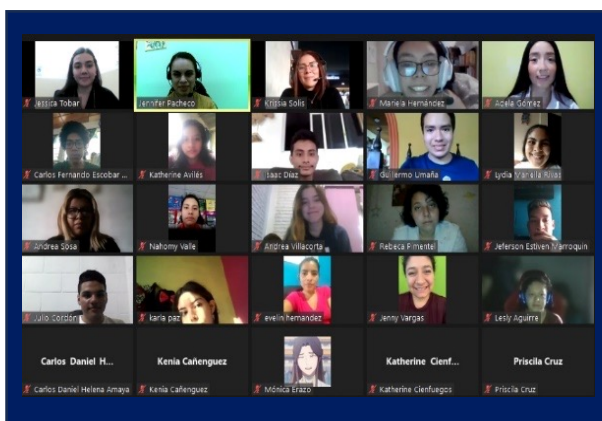 Jessica Tobar
Jennifer Pacheco
Krissia Solis
Mariela Hernández
Adela Gómez
Carlos Fernando Escobar ...
Katherine Avilés
Isaac Díaz
Guillermo Umaña
Lydia Mariella Rivas
Andrea Sosa
Nahomy Valle
Andrea Villacorta
Rebeca Pimentel
Jeferson Estiven Marroquin
Julio Cordón
karla paz
evelin hernandez
Jenny Vargas
Lesly Aguirre
Carlos Daniel H...
Kenia Cañenguez
Katherine Cienf...
Priscila Cruz
Carlos Daniel Helena Amaya
Kenia Cañenguez
Mónica Erazo
Katherine Cienfuegos
Priscila Cruz